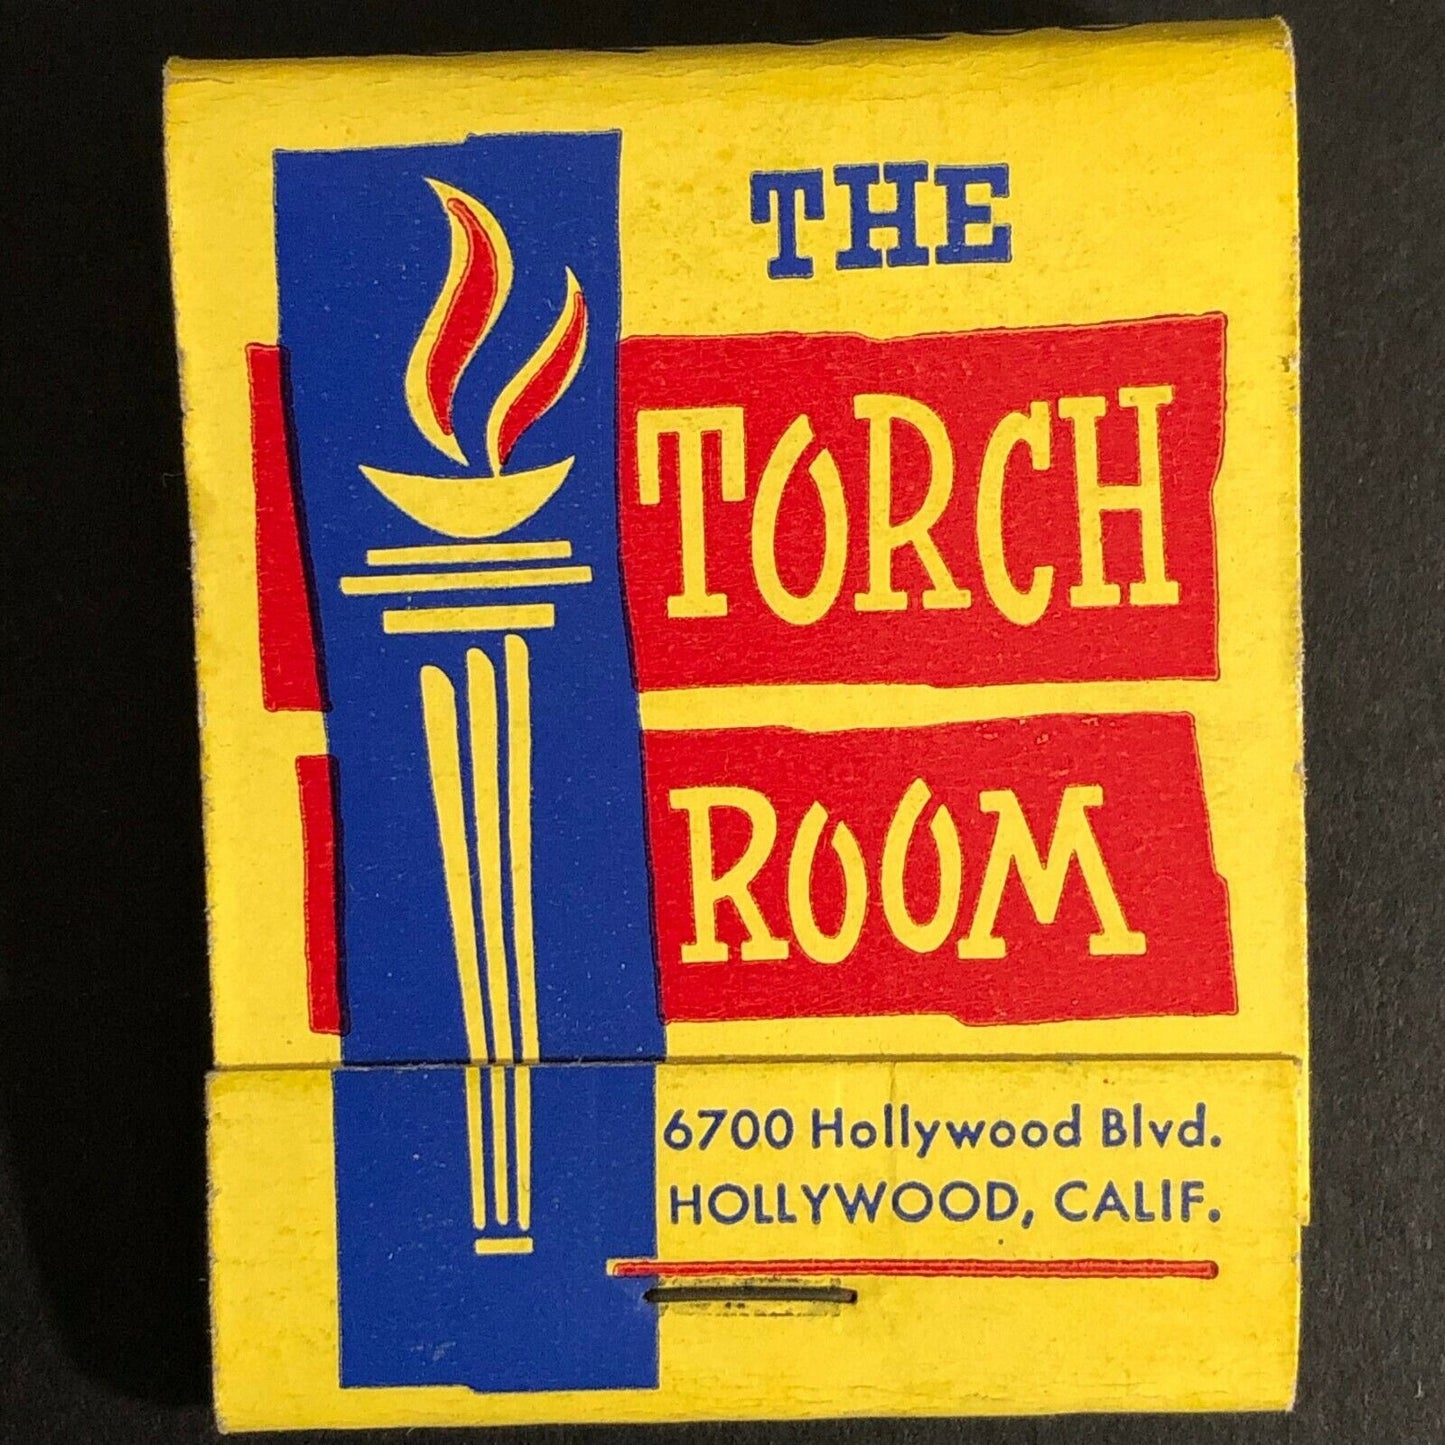 THE
TORCH
ROOM
6700 Hollywood Blvd.
HOLLYWOOD, CALIF.